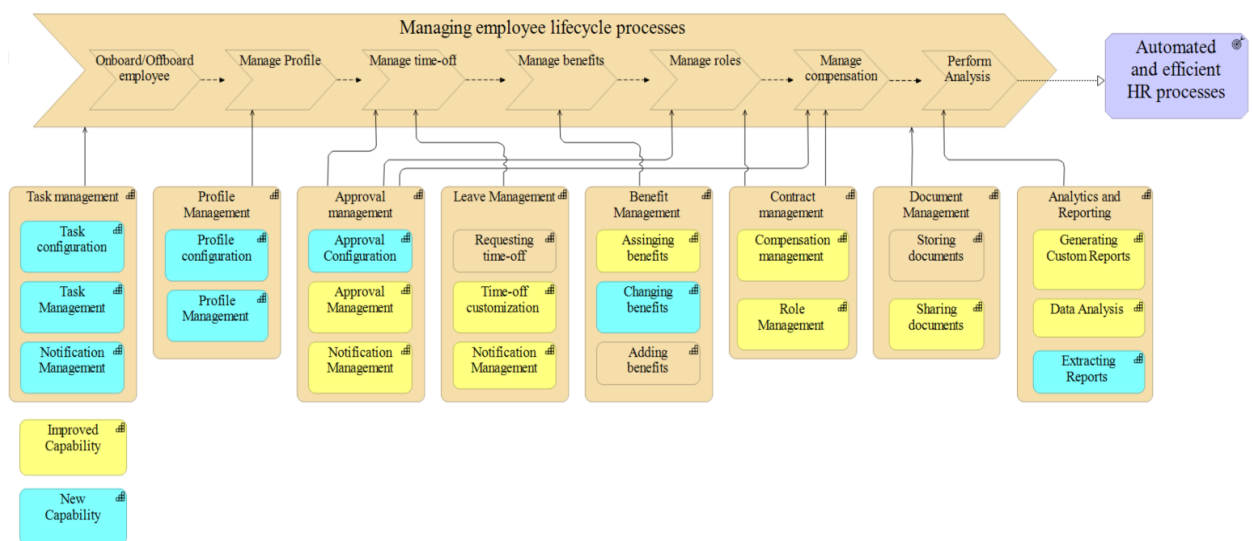 Managing employee lifecycle processes
Onboard/Offboard
employee
Manage Profile
Manage time-off
Manage benefits
Manage roles
Manage
compensation
Perform
Analysis
Automated
and efficient
HR processes
Task management
Task
configuration
Task
Management
Notification
Management
Profile
Management
Profile
configuration
Profile
Management
Approval
management
Approval
Configuration
Approval
Management
Notification
Management
Leave Management
Requesting
time-off
Time-off
customization
Notification
Management
Benefit
Management
Assinging
benefits
Changing
benefits
Adding
benefits
Contract
management
Compensation
management
Role
Management
Document
Management
Storing
documents
Sharing
documents
Analytics and
Reporting
Generating
Custom Reports
Data Analysis
Extracting
Reports
Improved
Capability
New
Capability